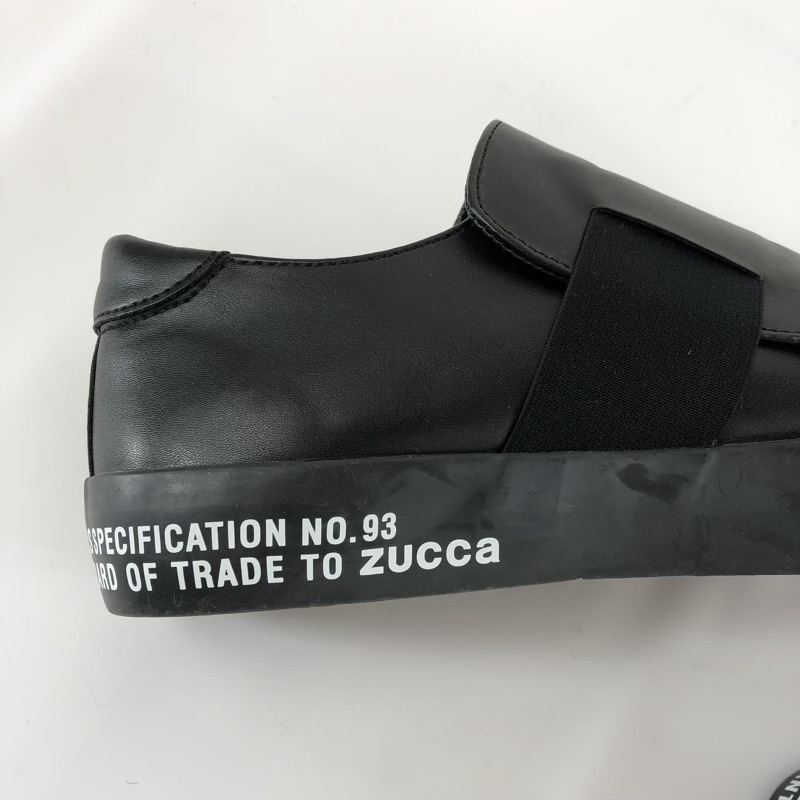 SPECIFICATION NO.93
ARD OF TRADE TO zucca